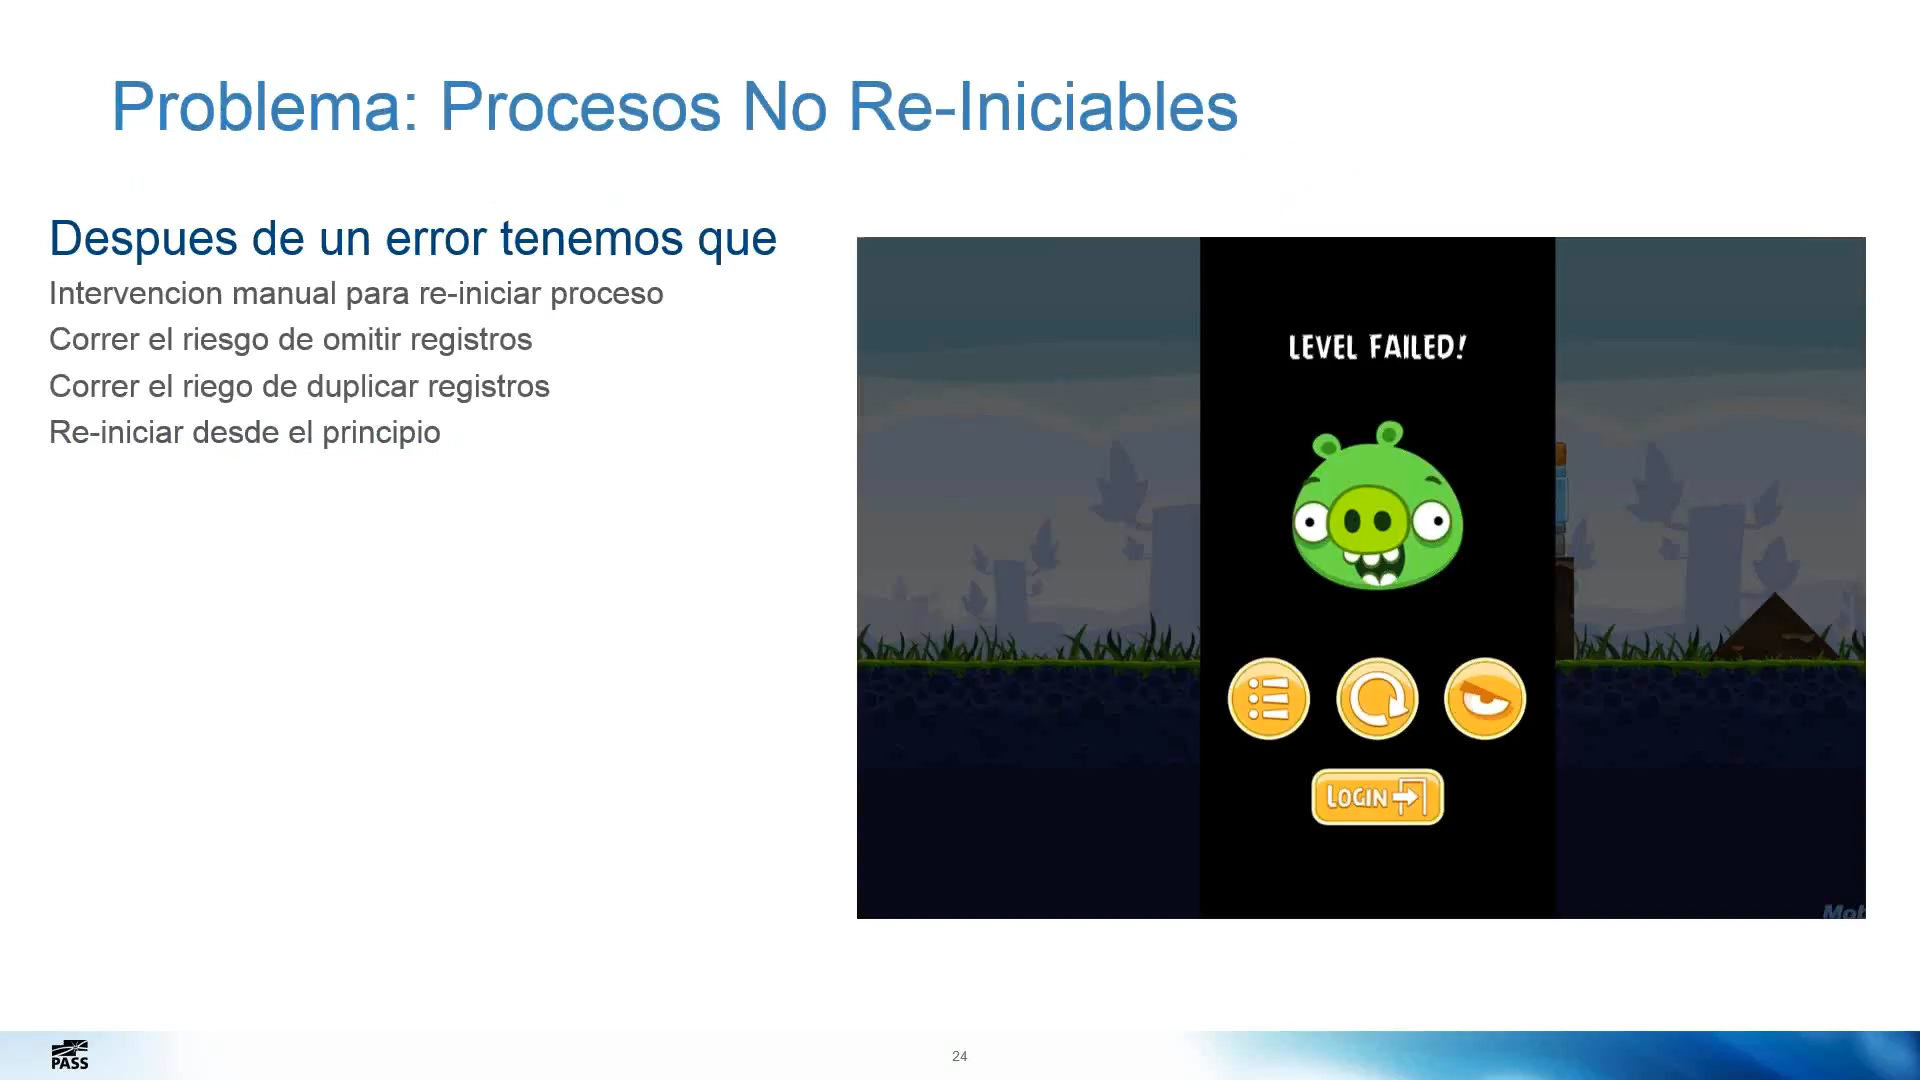 Problema: Procesos No Re-Iniciables
Despues de un error tenemos que
Intervencion manual para re-iniciar proceso
Correr el riesgo de omitir registros
Correr el riego de duplicar registros
Re-iniciar desde el principio
LEVEL FAILED!
LOGIN
PASS
24